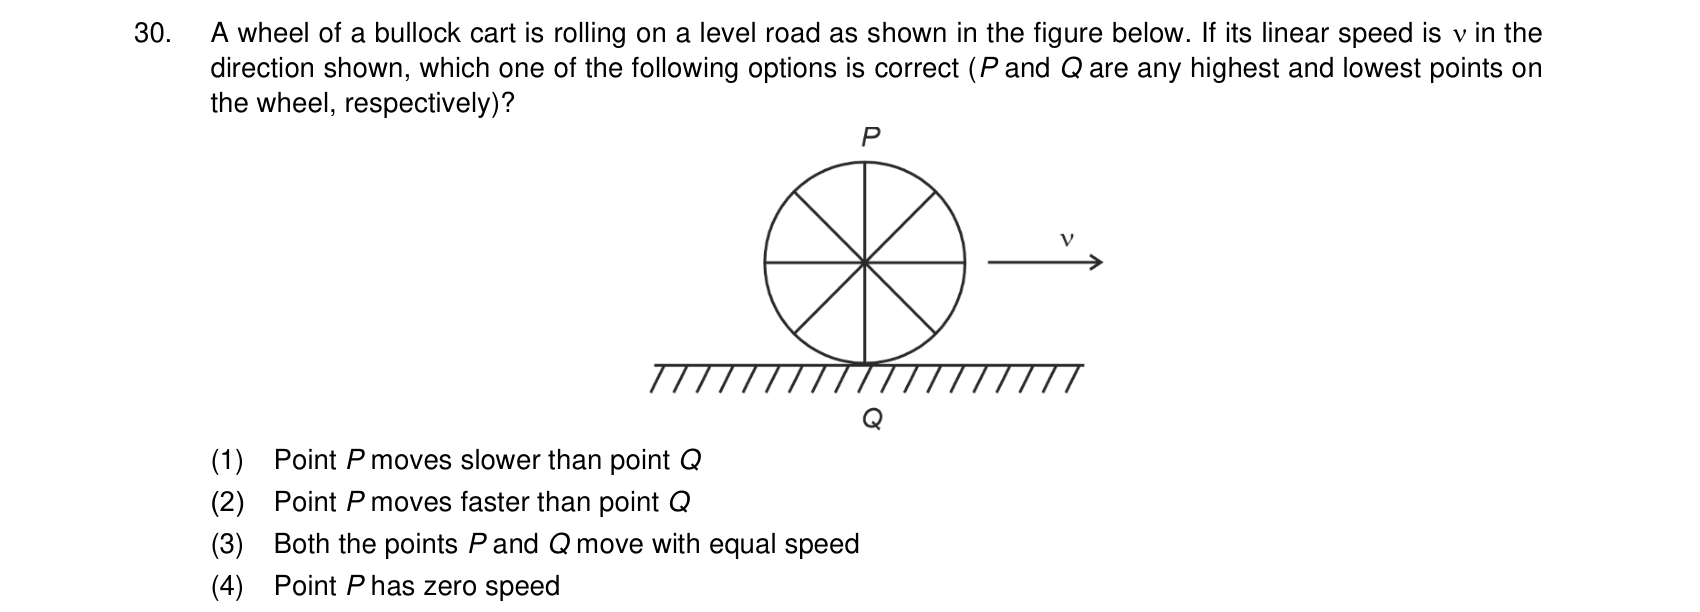 30. A wheel of a bullock cart is rolling on a level road as shown in the figure below. If its linear speed is v in the
direction shown, which one of the following options is correct (P and Q are any highest and lowest points on
the wheel, respectively)?
P
v
Q
(1) Point P moves slower than point Q
(2) Point P moves faster than point Q
(3) Both the points P and Q move with equal speed
(4) Point P has zero speed